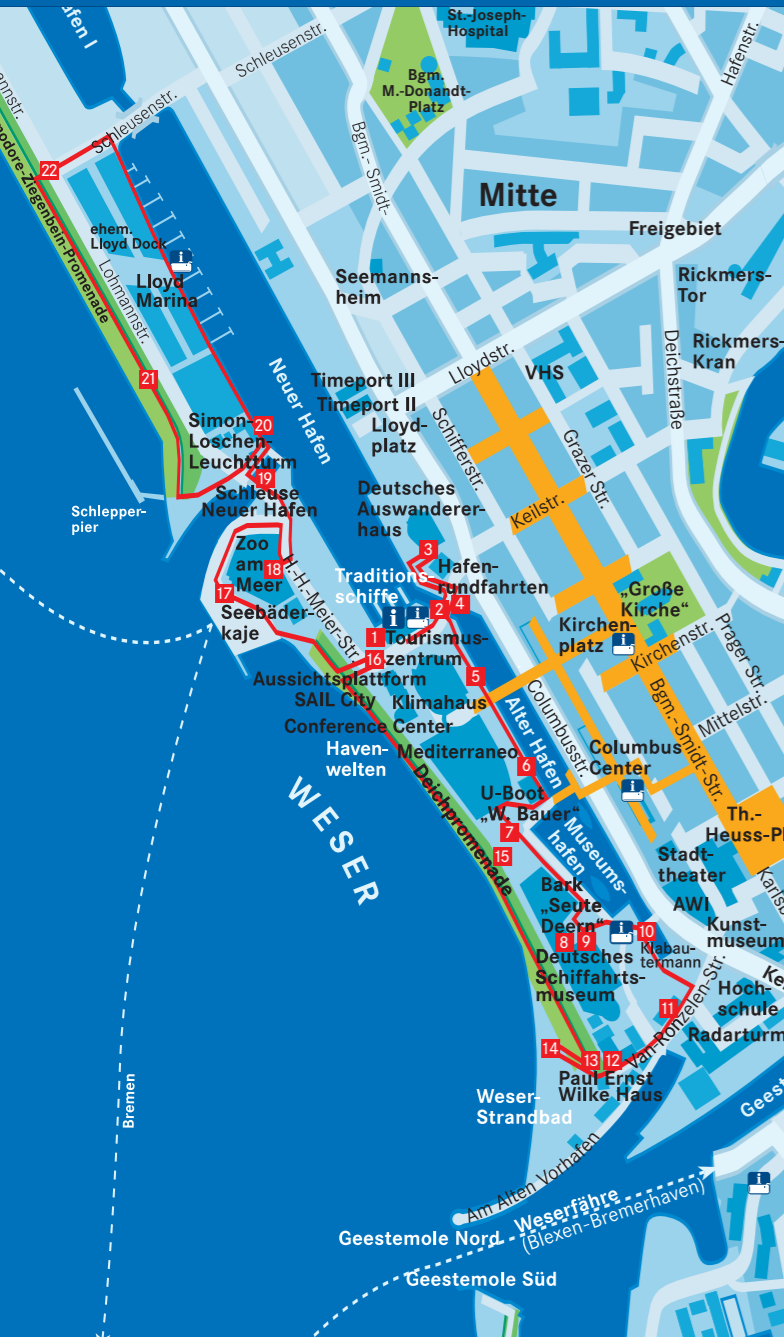 St.-Joseph-
Hospital
Hafenstr.
Schleusenstr.
Bgm.
M.-Donandt-
Platz
Schleusenstr.
Bgm.- Smidt-
22
Mitte
Freigebiet
ehem.
Lloyd Dock
Lloyd
Marina
Lohmannstr.
Seemanns-
heim
Rickmers-
Tor
Rickmers-
Kran
Deichstraße
Lloydstr.
VHS
21
Neuer Hafen
Timeport III
Timeport II
Lloyd-
platz
Schifferstr.
Grazer Str.
Simon-
Loschen-
Leuchtturm
20
19
Schleuse
Neuer Hafen
Schlepper-
pier
Deutsches
Auswanderer-
haus
Keilstr.
3
Hafen-
rundfahrten
Zoo
am
Meer
18
17
H.-H.-Meier-Str.
Traditions-
schiffe
i
i
2
4
„Große
Kirche“
Kirchen-
platz
i
Kirchenstr.
Prager Str.
Seebäder-
kaje
1
Tourismus-
zentrum
16
5
Aussichtsplattform
SAIL City
Klimahaus
Conference Center
Mittelstr.
Bgm.-Smidt-Str.
Columbusstr.
Alter Hafen
Haven-
welten
Mediterraneo
6
Columbus
Center
i
WESER
Deichpromenade
U-Boot
„W. Bauer“
7
Museums-
hafen
Th.-
15
Stadt-
theater
Bark
„Seute
Deern“
AWI
Kunst-
museum
8
9
i
10
Klabau-
termann
Deutsches
Schiffahrts-
museum
Hoch-
schule
11
Radarturm
Van-Ronzelen-Str.
14
13
12
Paul Ernst
Wilke Haus
Weser-
Strandbad
Bremen
Am Alten Vorhafen
Weserfähre
(Blexen-Bremerhaven)
i
Geestemole Nord
Geestemole Süd